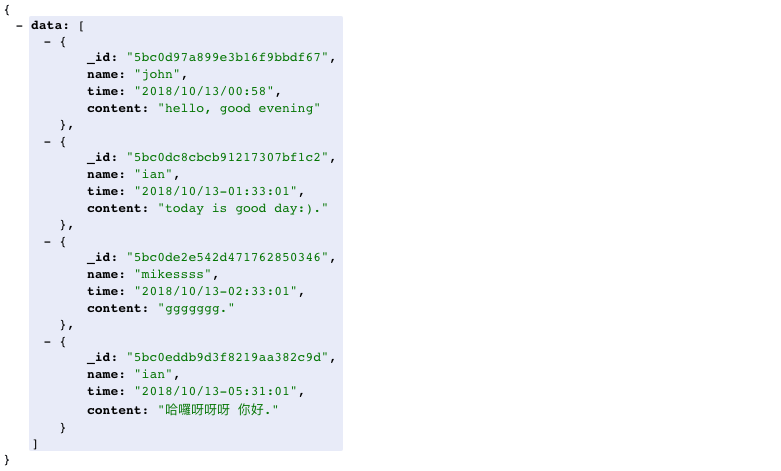 {
- data: [
- {
_id: "5bc0d97a899e3b16f9bbdf67",
name: "john",
time: "2018/10/13/00:58",
content: "hello, good evening"
},
- {
_id: "5bc0dc8cbcb91217307bf1c2",
name: "ian",
time: "2018/10/13-01:33:01",
content: "today is good day:)."
},
- {
_id: "5bc0de2e542d471762850346",
name: "mikessss",
time: "2018/10/13-02:33:01",
content: "ggggggg."
},
- {
_id: "5bc0eddb9d3f8219aa382c9d",
name: "ian",
time: "2018/10/13-05:31:01",
content: "哈囉呀呀呀 你好."
}
]
}